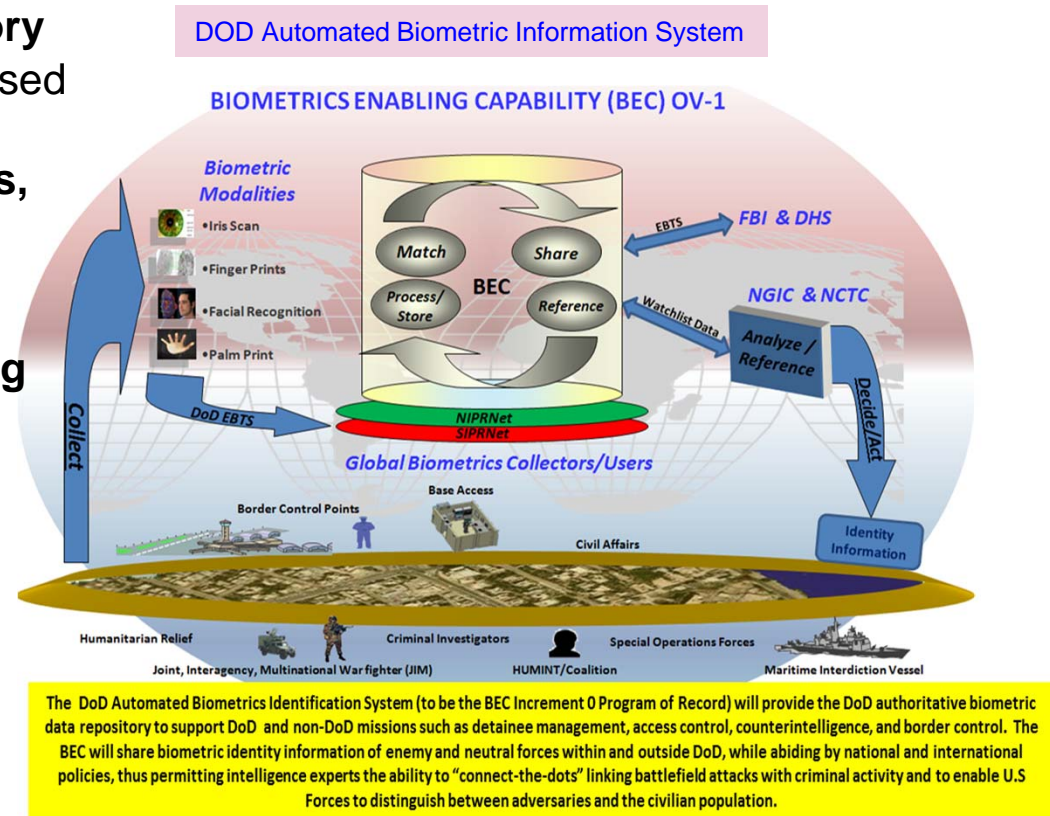 ory
sed
s,
g
DOD Automated Biometric Information System
BIOMETRICS ENABLING CAPABILITY (BEC) OV-1
Biometric
Modalities
•Iris Scan
•Finger Prints
•Facial Recognition
•Palm Print
Collect
DoD EBTS
Match
Share
BEC
Process/
Store
Reference
NIPRNet
SIPRNet
EBTS
FBI & DHS
Watchlist Data
NGIC & NCTC
Analyze /
Reference
Decide/Act
Identity
Information
Global Biometrics Collectors/Users
Border Control Points
Base Access
Civil Affairs
Humanitarian Relief
Joint, Interagency, Multinational Warfighter (JIM)
Criminal Investigators
HUMINT/Coalition
Special Operations Forces
Maritime Interdiction Vessel
The DoD Automated Biometrics Identification System (to be the BEC Increment 0 Program of Record) will provide the DoD authoritative biometric
data repository to support DoD and non-DoD missions such as detainee management, access control, counterintelligence, and border control. The
BEC will share biometric identity information of enemy and neutral forces within and outside DoD, while abiding by national and international
policies, thus permitting intelligence experts the ability to “connect-the-dots” linking battlefield attacks with criminal activity and to enable U.S
Forces to distinguish between adversaries and the civilian population.